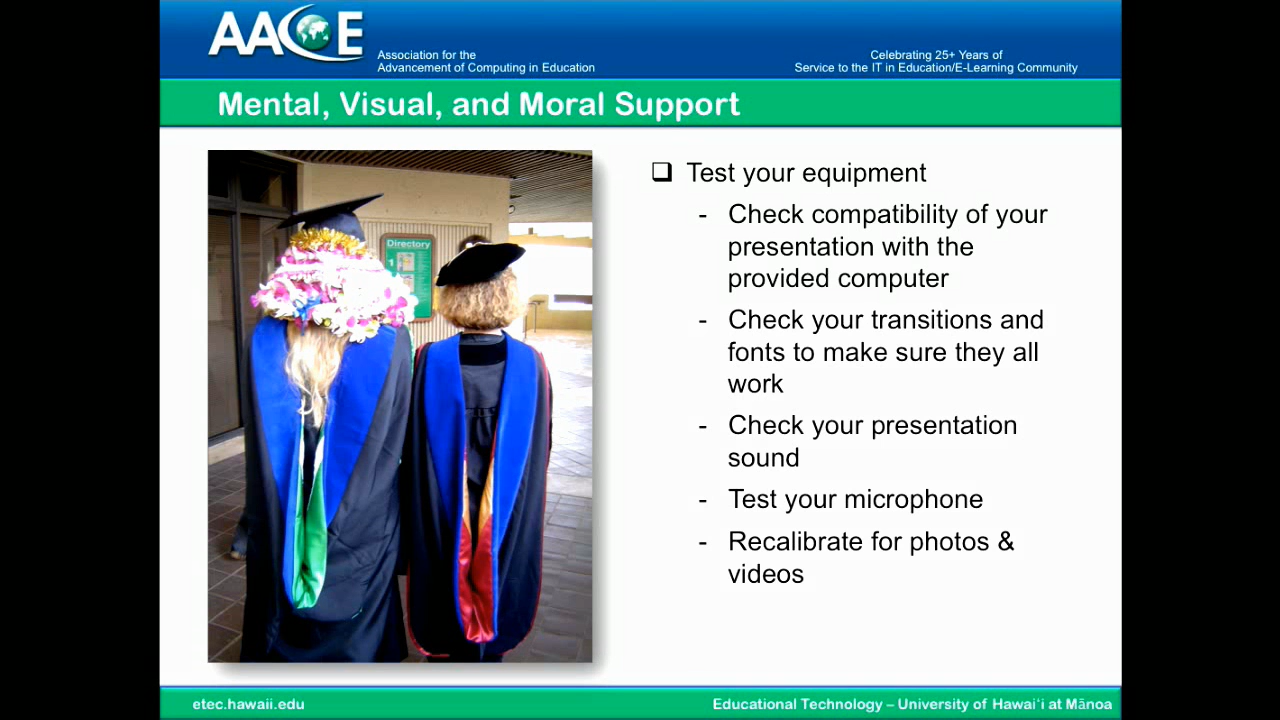 AACE
Association for the
Advancement of Computing in Education
Celebrating 25+ Years of
Service to the IT in Education/E-Learning Community
Mental, Visual, and Moral Support
Directory
1
❑ Test your equipment
- Check compatibility of your
presentation with the
provided computer
- Check your transitions and
fonts to make sure they all
work
- Check your presentation
sound
- Test your microphone
- Recalibrate for photos &
videos
etec.hawaii.edu
Educational Technology – University of Hawaiʻi at Mānoa